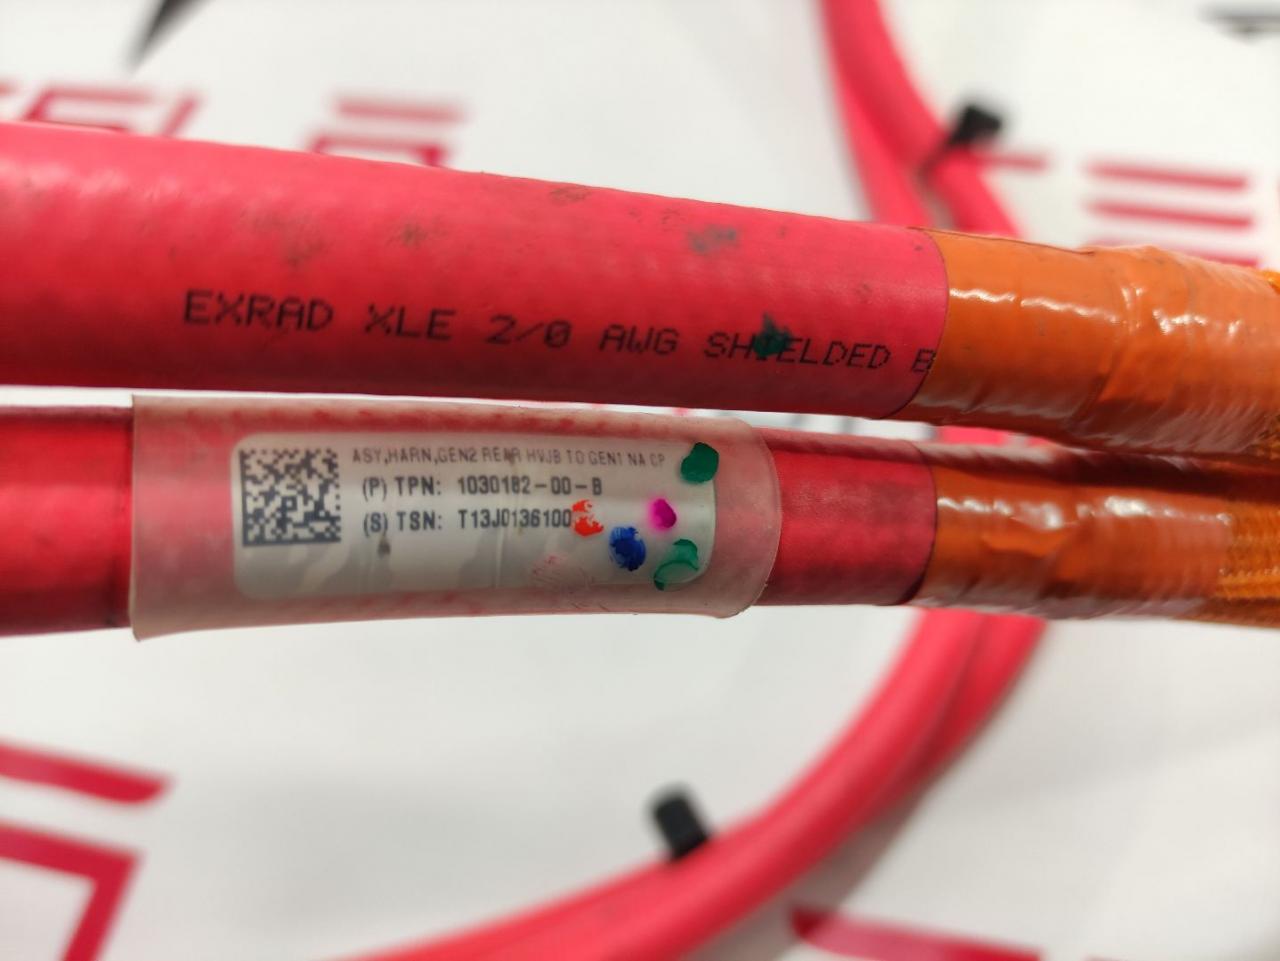 EXRAD XLE 2/0 AWG SHIELDED B
ASY,HARN,GEN2 REAR HVJB TO GEN1 NA CP
(P) TPN: 1030182-00-B
(S) TSN: T13J0136100